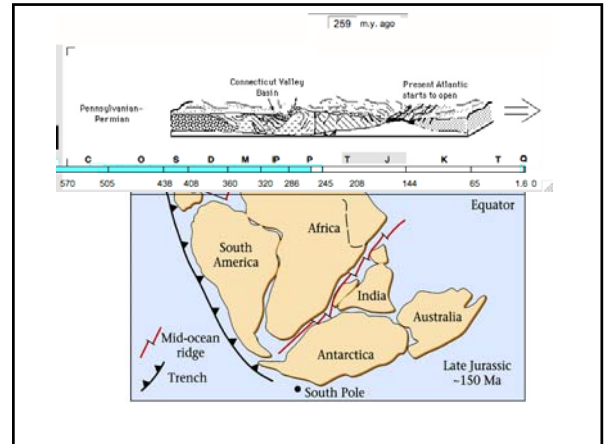 259 m.y. ago
Connecticut Valley
Basin
Present Atlantic
starts to open
Pennsylvanian-
Permian
C O S D M IP P T J K T Q
570 505 438 408 360 320 286 245 208 144 65 1.6 0
Equator
Africa
South
America
India
Australia
Mid-ocean
ridge
Antarctica
Trench
Late Jurassic
~150 Ma
South Pole